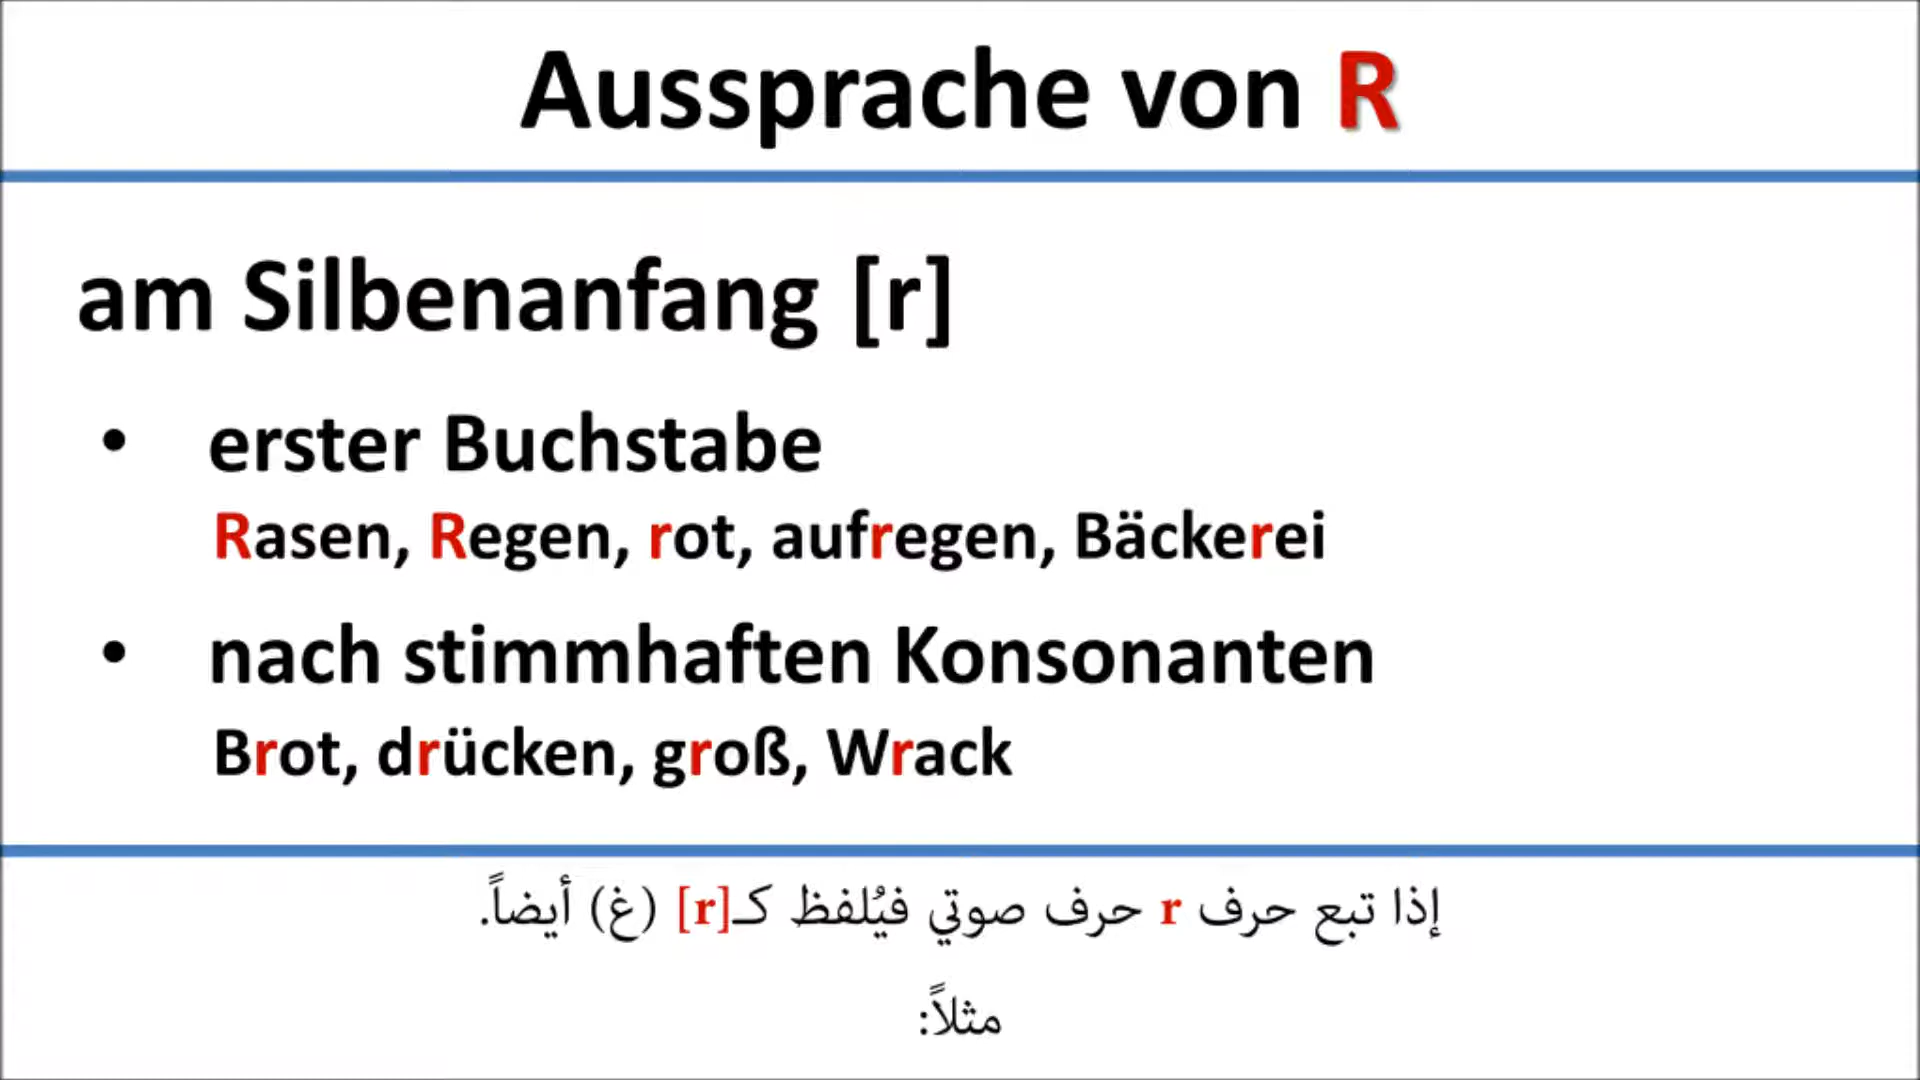 Aussprache von R
am Silbenanfang [r]
• erster Buchstabe
Rasen, Regen, rot, aufregen, Bäckerei
• nach stimmhaften Konsonanten
Brot, drücken, groß, Wrack
إذا تبع حرف r حرف صوتي فيُلفظ كـ[r] (غ) أيضاً.
مثلاً: